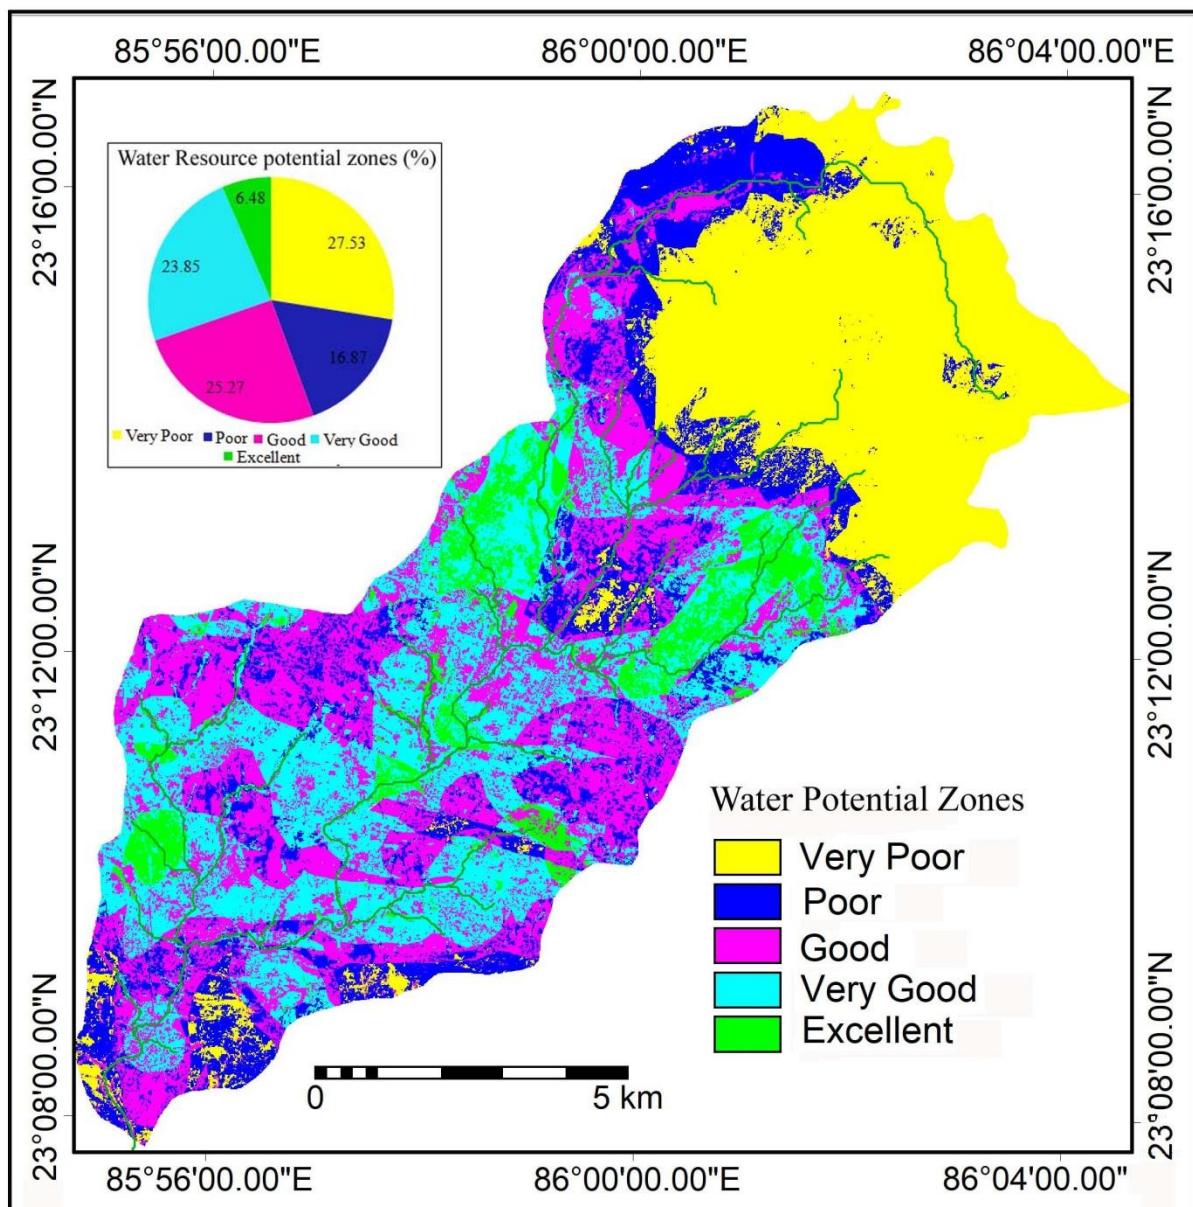 85°56'00.00"E 86°00'00.00"E 86°04'00.00"E
23°16'00.00"N
23°12'00.00"N
23°08'00.00"N
23°16'00.00"N
23°12'00.00"N
23°08'00.00"N
Water Resource potential zones (%)
6.48
27.53
23.85
16.87
25.27
Very Poor Poor Good Very Good
Excellent
Water Potential Zones
Very Poor
Poor
Good
Very Good
Excellent
0 5 km
85°56'00.00"E 86°00'00.00"E 86°04'00.00"E